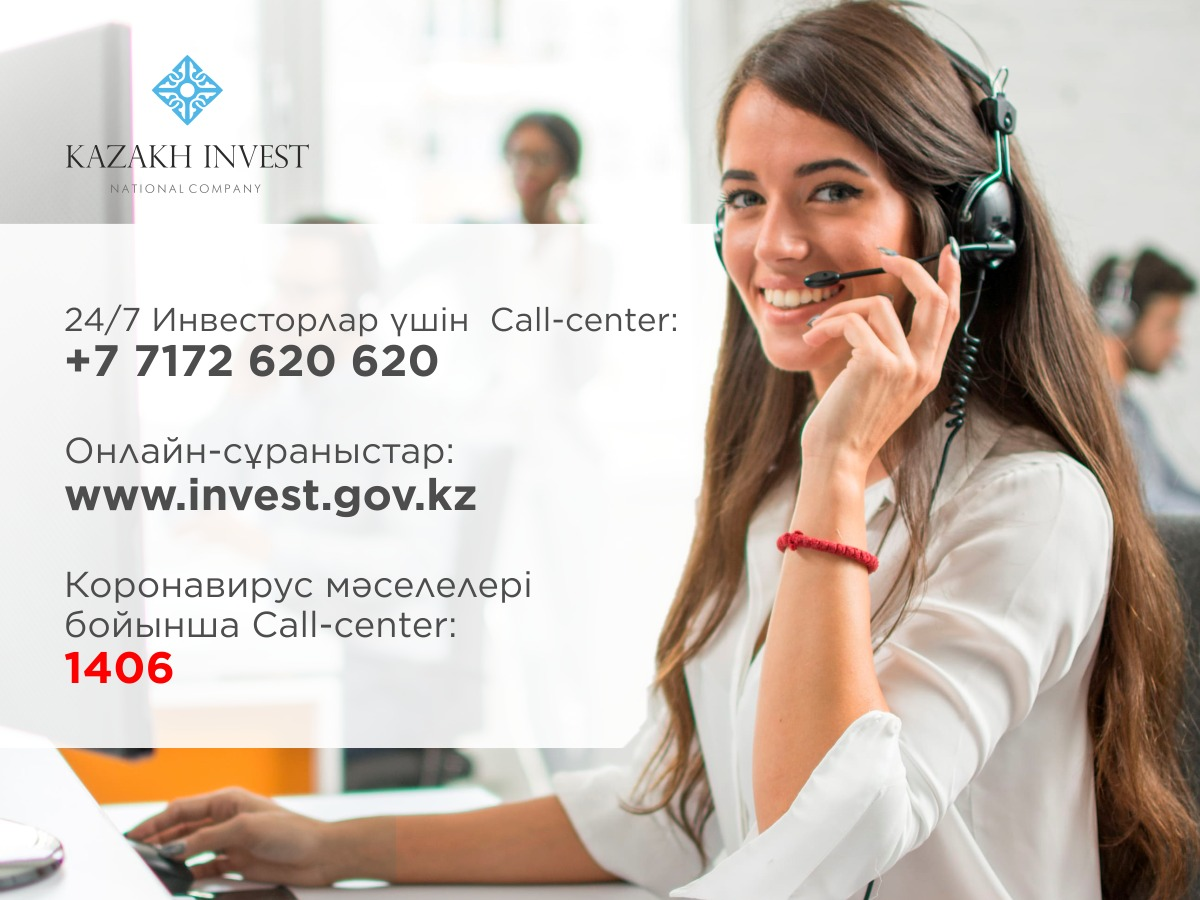 KAZAKH INVEST
NATIONAL COMPANY
24/7 Инвесторлар үшін Call-center:
+7 7172 620 620
Онлайн-сұраныстар:
www.invest.gov.kz
Коронавирус мәселелері
бойынша Call-center:
1406